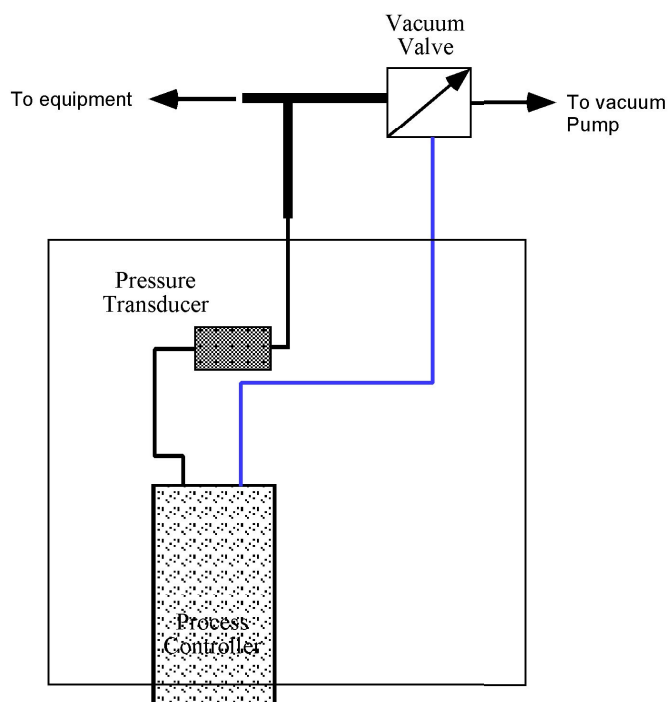 Vacuum
Valve
To equipment
To vacuum
Pump
Pressure
Transducer
Process
Controller